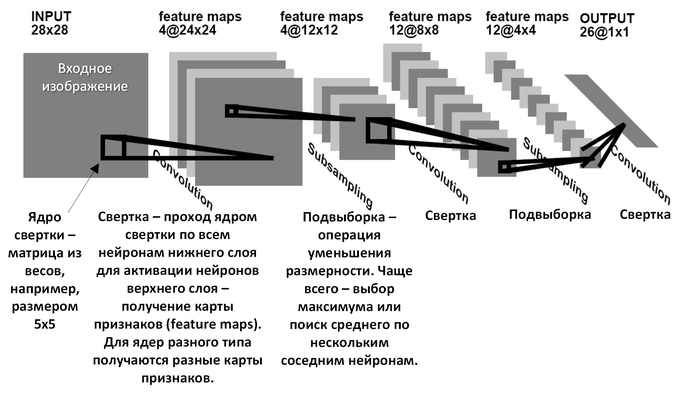 INPUT
28x28
feature maps
4@24x24
feature maps
4@12x12
feature maps
12@8x8
feature maps
12@4x4
OUTPUT
26@1x1
Входное
изображение
Convolution
Subsampling
Convolution
Subsampling
Convolution
Ядро
свертки –
матрица из
весов,
например,
размером
5x5
Свертка – проход ядром
свертки по всем
нейронам нижнего слоя
для активации нейронов
верхнего слоя –
получение карты
признаков (feature maps).
Для ядер разного типа
получаются разные карты
признаков.
Подвыборка –
операция
уменьшения
размерности. Чаще
всего – выбор
максимума или
поиск среднего по
нескольким
соседним нейронам.
Свертка
Подвыборка
Свертка